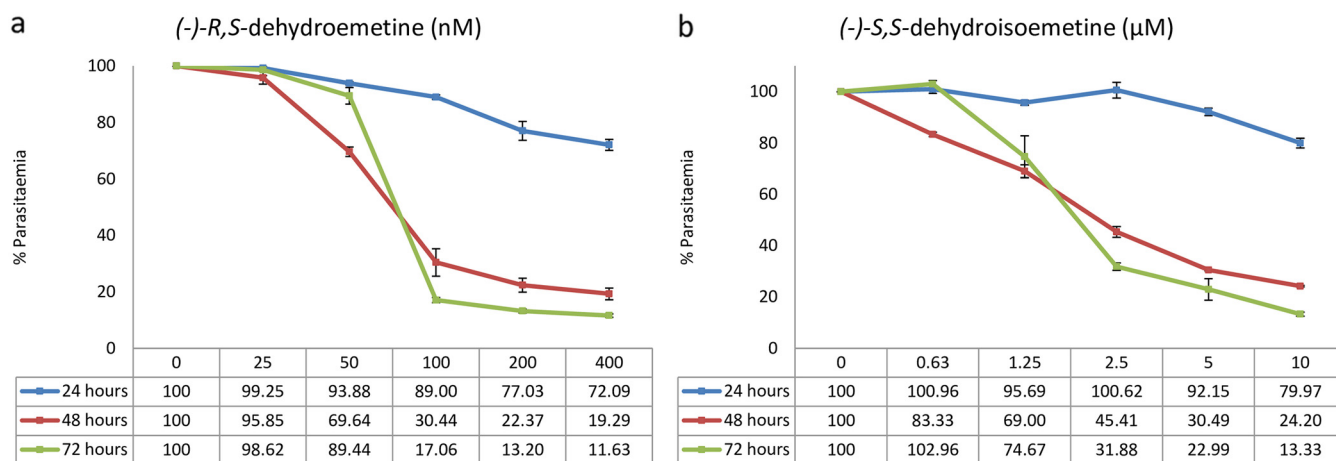 a (-)-R,S-dehydroemetine (nM)
% Parasitaemia
100
80
60
40
20
0
0 25 50 100 200 400
24 hours 100 99.25 93.88 89.00 77.03 72.09
48 hours 100 95.85 69.64 30.44 22.37 19.29
72 hours 100 98.62 89.44 17.06 13.20 11.63
b (-)-S,S-dehydroisoemetine (µM)
% Parasitaemia
100
80
60
40
20
0
0 0.63 1.25 2.5 5 10
24 hours 100 100.96 95.69 100.62 92.15 79.97
48 hours 100 83.33 69.00 45.41 30.49 24.20
72 hours 100 102.96 74.67 31.88 22.99 13.33